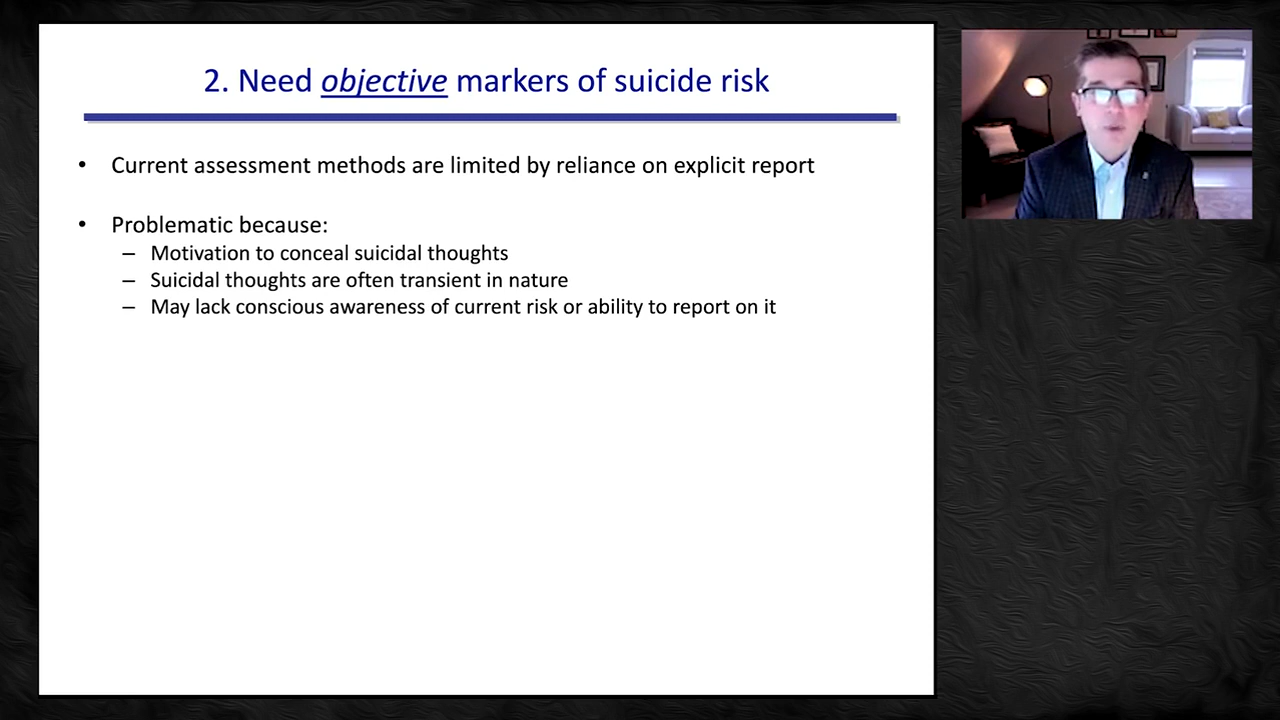 2. Need objective markers of suicide risk
• Current assessment methods are limited by reliance on explicit report
• Problematic because:
– Motivation to conceal suicidal thoughts
– Suicidal thoughts are often transient in nature
– May lack conscious awareness of current risk or ability to report on it